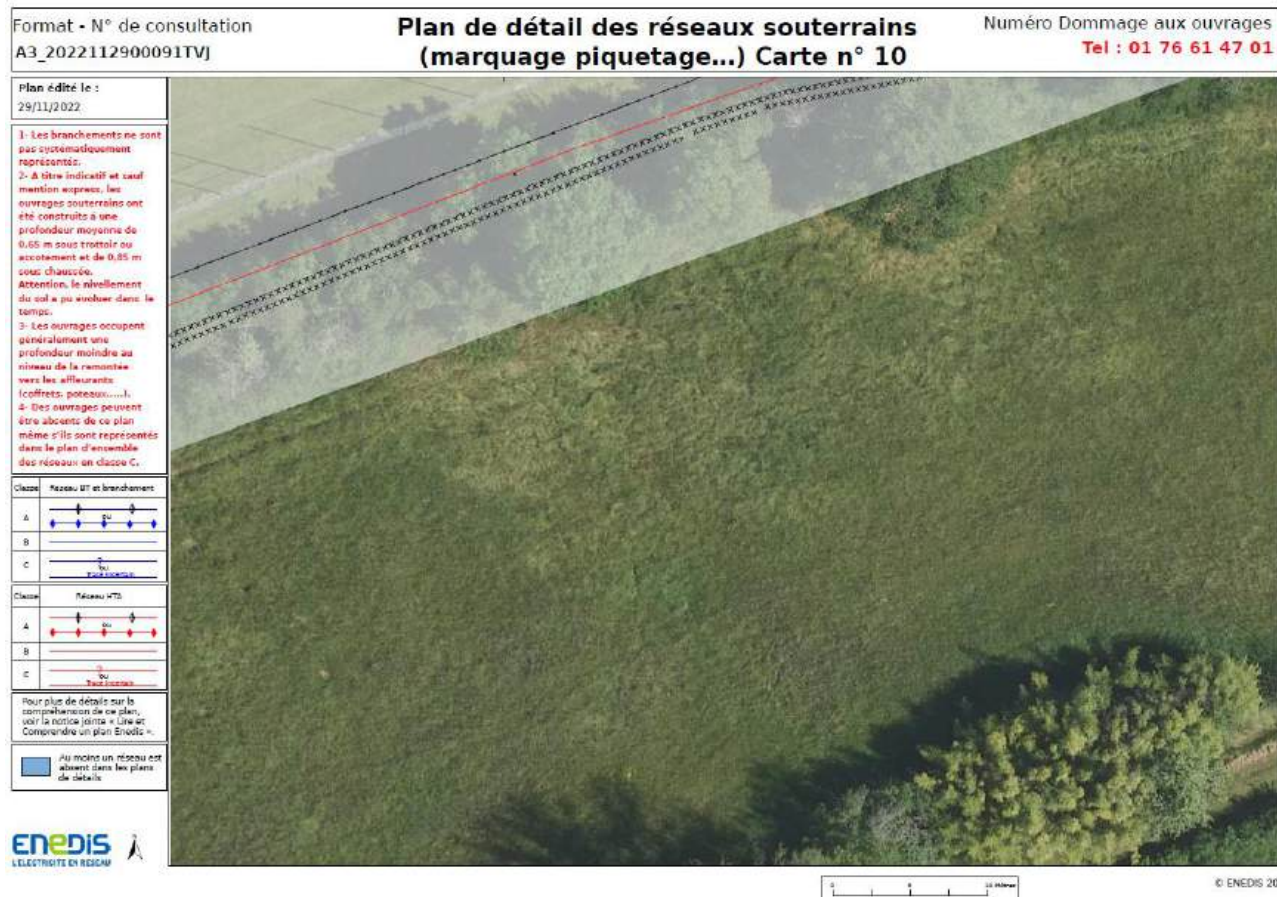 Format - N° de consultation
A3_2022112900091TVJ
Plan de détail des réseaux souterrains
(marquage piquetage...) Carte n° 10
Numéro Dommage aux ouvrages
Tel : 01 76 61 47 01
Plan édité le :
29/11/2022
1- Les branchements ne sont
pas systématiquement
représentés.
2- A titre indicatif et sauf
mention express, les
ouvrages souterrains ont
été construits à une
profondeur moyenne de
0,65 m sous trottoir ou
accotement et de 0,85 m
sous chaussée.
Attention, le nivellement
du sol a pu évoluer dans le
temps.
3- Les ouvrages occupent
généralement une
profondeur moindre au
niveau de la remontée
vers les affleurants
(coffrets, poteaux.....).
4- Des ouvrages peuvent
être absents de ce plan
même s'ils sont représentés
dans le plan d'ensemble
des réseaux en classe C.
Classe Réseau BT et branchement
A ou
B
C ou
Tracé incertain
Classe Réseau HTA
A ou
B
C ou
Tracé incertain
Pour plus de détails sur la
compréhension de ce plan,
voir la notice jointe « Lire et
Comprendre un plan Enedis ».
Au moins un réseau est
absent dans les plans
de détails
ENEDIS
L'ELECTRICITE EN RESEAU
© ENEDIS 20